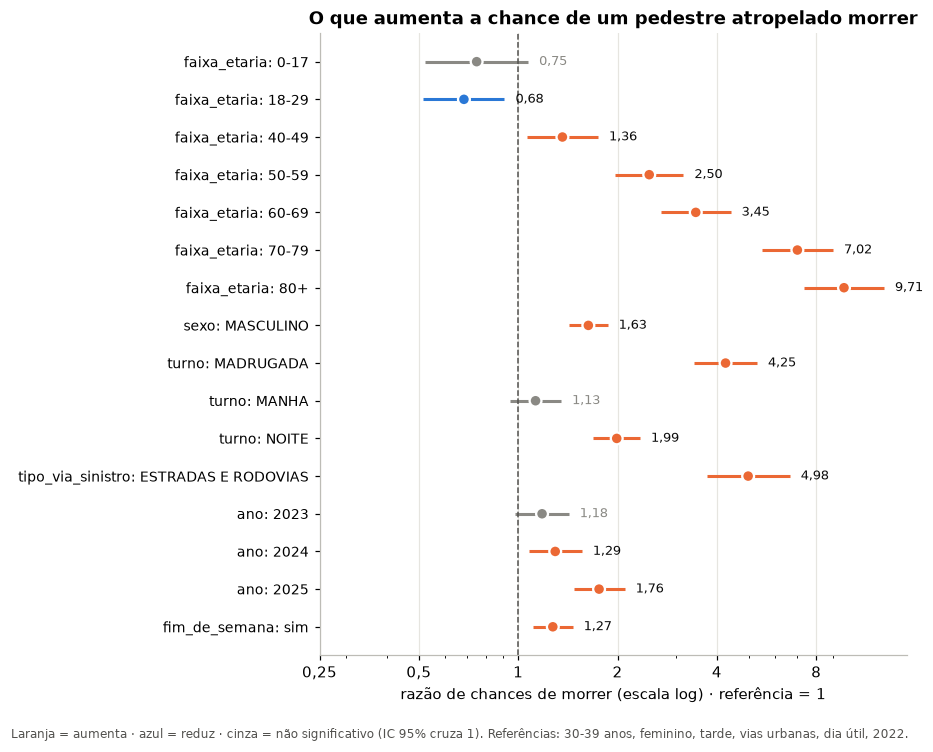 O que aumenta a chance de um pedestre atropelado morrer
faixa_etaria: 0-17 0,75
faixa_etaria: 18-29 0,68
faixa_etaria: 40-49 1,36
faixa_etaria: 50-59 2,50
faixa_etaria: 60-69 3,45
faixa_etaria: 70-79 7,02
faixa_etaria: 80+ 9,71
sexo: MASCULINO 1,63
turno: MADRUGADA 4,25
turno: MANHA 1,13
turno: NOITE 1,99
tipo_via_sinistro: ESTRADAS E RODOVIAS 4,98
ano: 2023 1,18
ano: 2024 1,29
ano: 2025 1,76
fim_de_semana: sim 1,27
0,25 0,5 1 2 4 8
razão de chances de morrer (escala log) · referência = 1
Laranja = aumenta · azul = reduz · cinza = não significativo (IC 95% cruza 1). Referências: 30-39 anos, feminino, tarde, vias urbanas, dia útil, 2022.